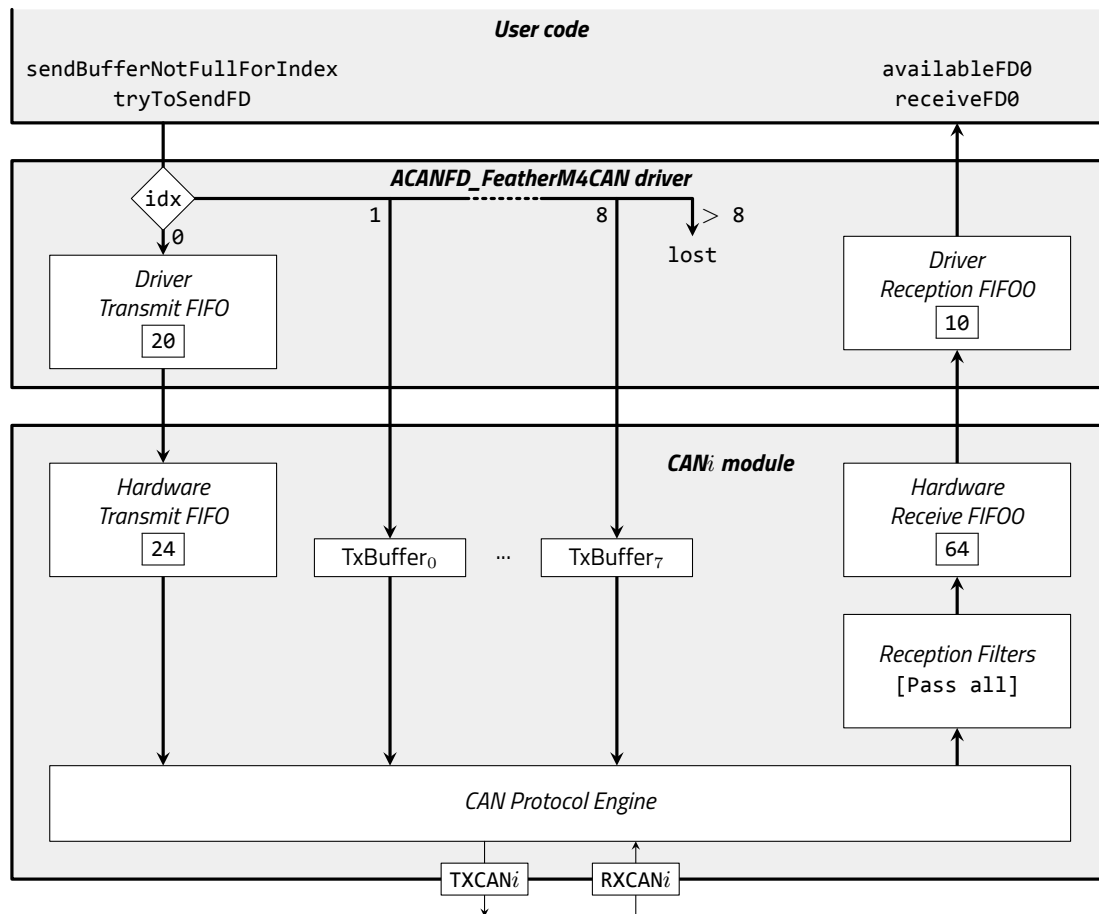 User code
sendBufferNotFullForIndex
tryToSendFD
availableFD0
receiveFD0
ACANFD_FeatherM4CAN driver
idx
0
1
8
> 8
lost
Driver
Transmit FIFO
20
Driver
Reception FIFO0
10
CANi module
Hardware
Transmit FIFO
24
TxBuffer₀
...
TxBuffer₇
Hardware
Receive FIFO0
64
Reception Filters
[Pass all]
CAN Protocol Engine
TXCANi
RXCANi